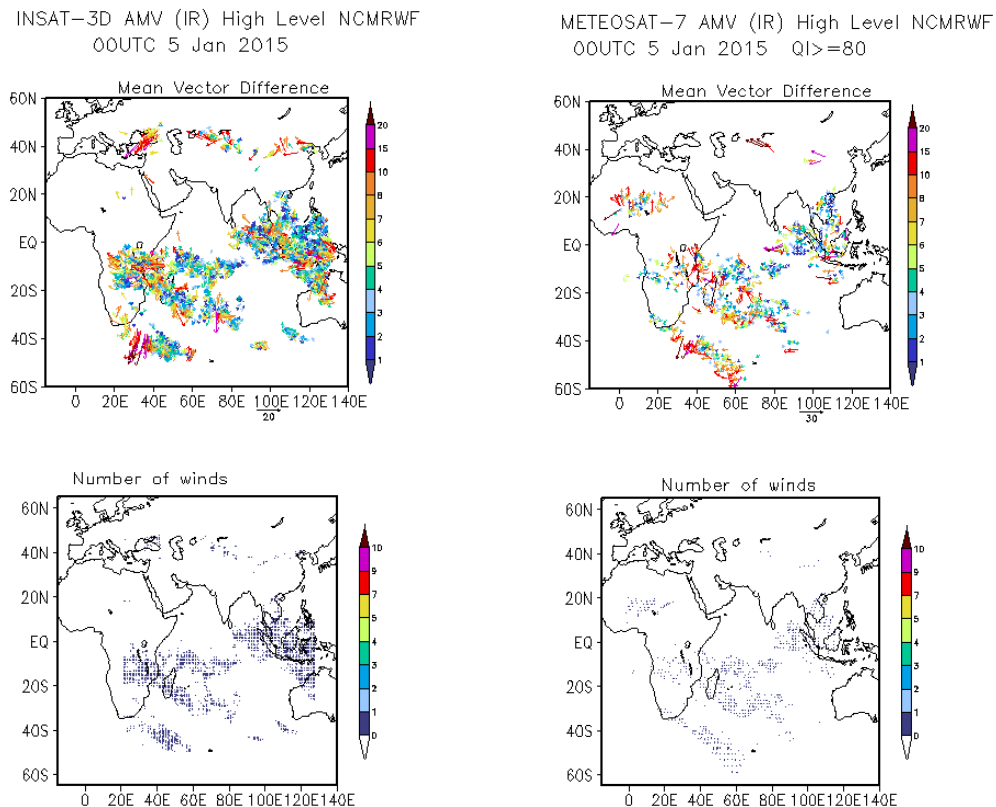 INSAT-3D AMV (IR) High Level NCMRWF
00UTC 5 Jan 2015
METEOSAT-7 AMV (IR) High Level NCMRWF
00UTC 5 Jan 2015 QI>=80
Mean Vector Difference
60N
40N
20N
EQ
20S
40S
60S
0 20E 40E 60E 80E 100E 120E 140E
20
20
15
10
8
7
6
5
4
3
2
1
Mean Vector Difference
60N
40N
20N
EQ
20S
40S
60S
0 20E 40E 60E 80E 100E 120E 140E
30
20
15
10
9
8
7
6
5
4
3
2
1
Number of winds
60N
40N
20N
EQ
20S
40S
60S
0 20E 40E 60E 80E 100E 120E 140E
10
9
7
6
5
4
3
2
1
0
Number of winds
60N
40N
20N
EQ
20S
40S
60S
0 20E 40E 60E 80E 100E 120E 140E
10
9
7
6
5
4
3
2
1
0